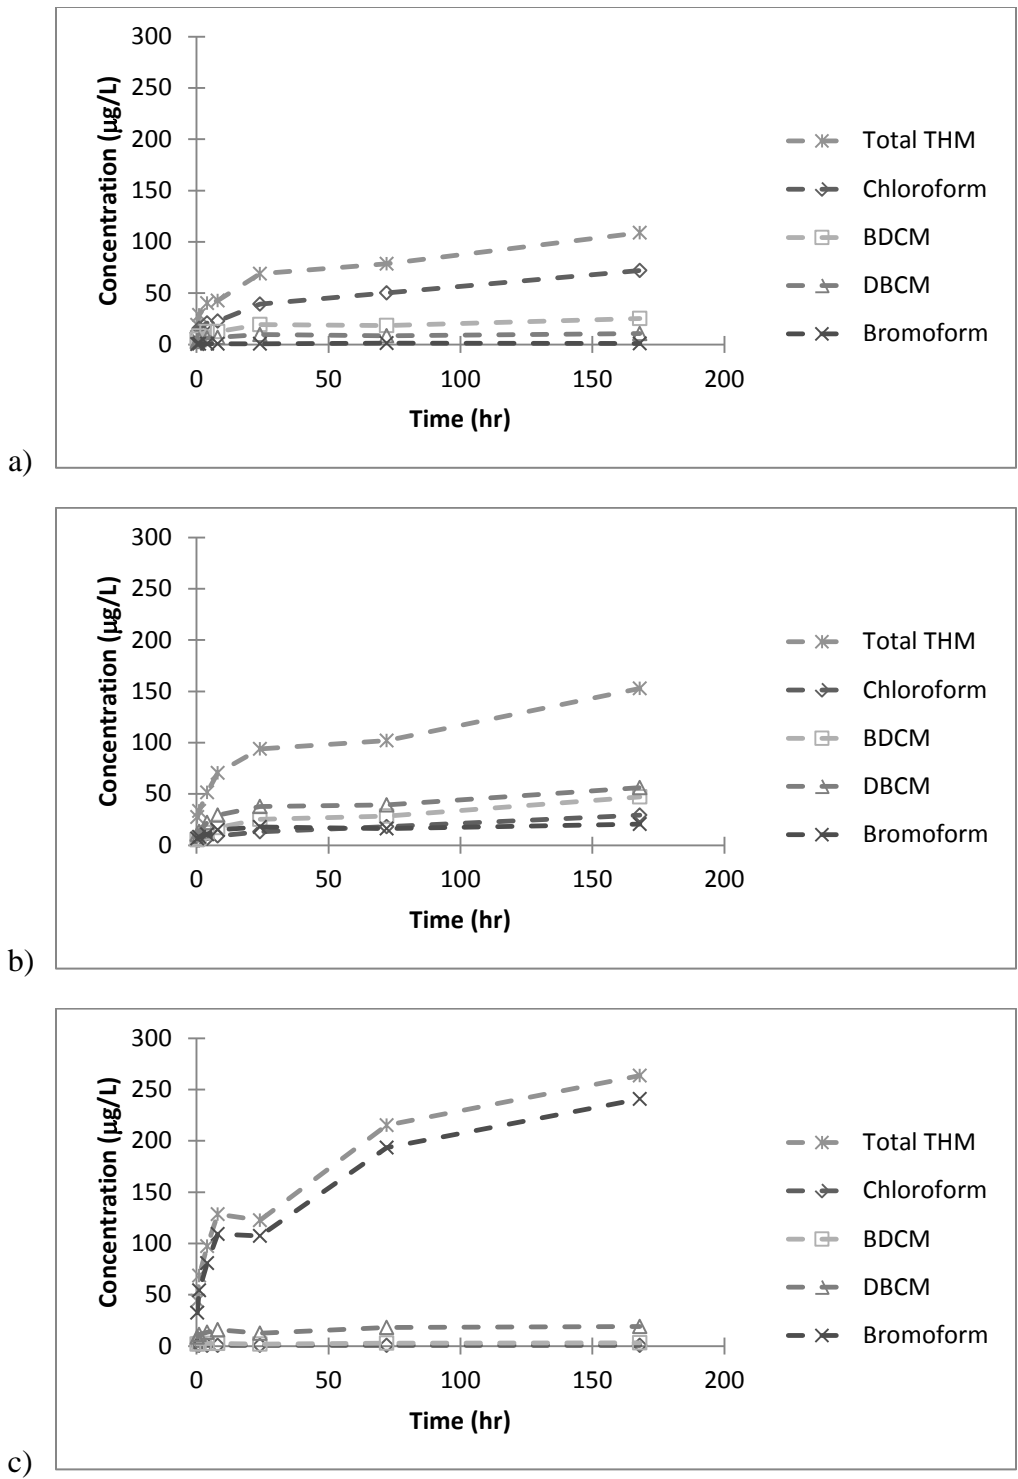 300
250
200
150
100
50
0
Concentration (µg/L)
0 50 100 150 200
Time (hr)
Total THM
Chloroform
BDCM
DBCM
Bromoform
a)
300
250
200
150
100
50
0
Concentration (µg/L)
0 50 100 150 200
Time (hr)
Total THM
Chloroform
BDCM
DBCM
Bromoform
b)
300
250
200
150
100
50
0
Concentration (µg/L)
0 50 100 150 200
Time (hr)
Total THM
Chloroform
BDCM
DBCM
Bromoform
c)